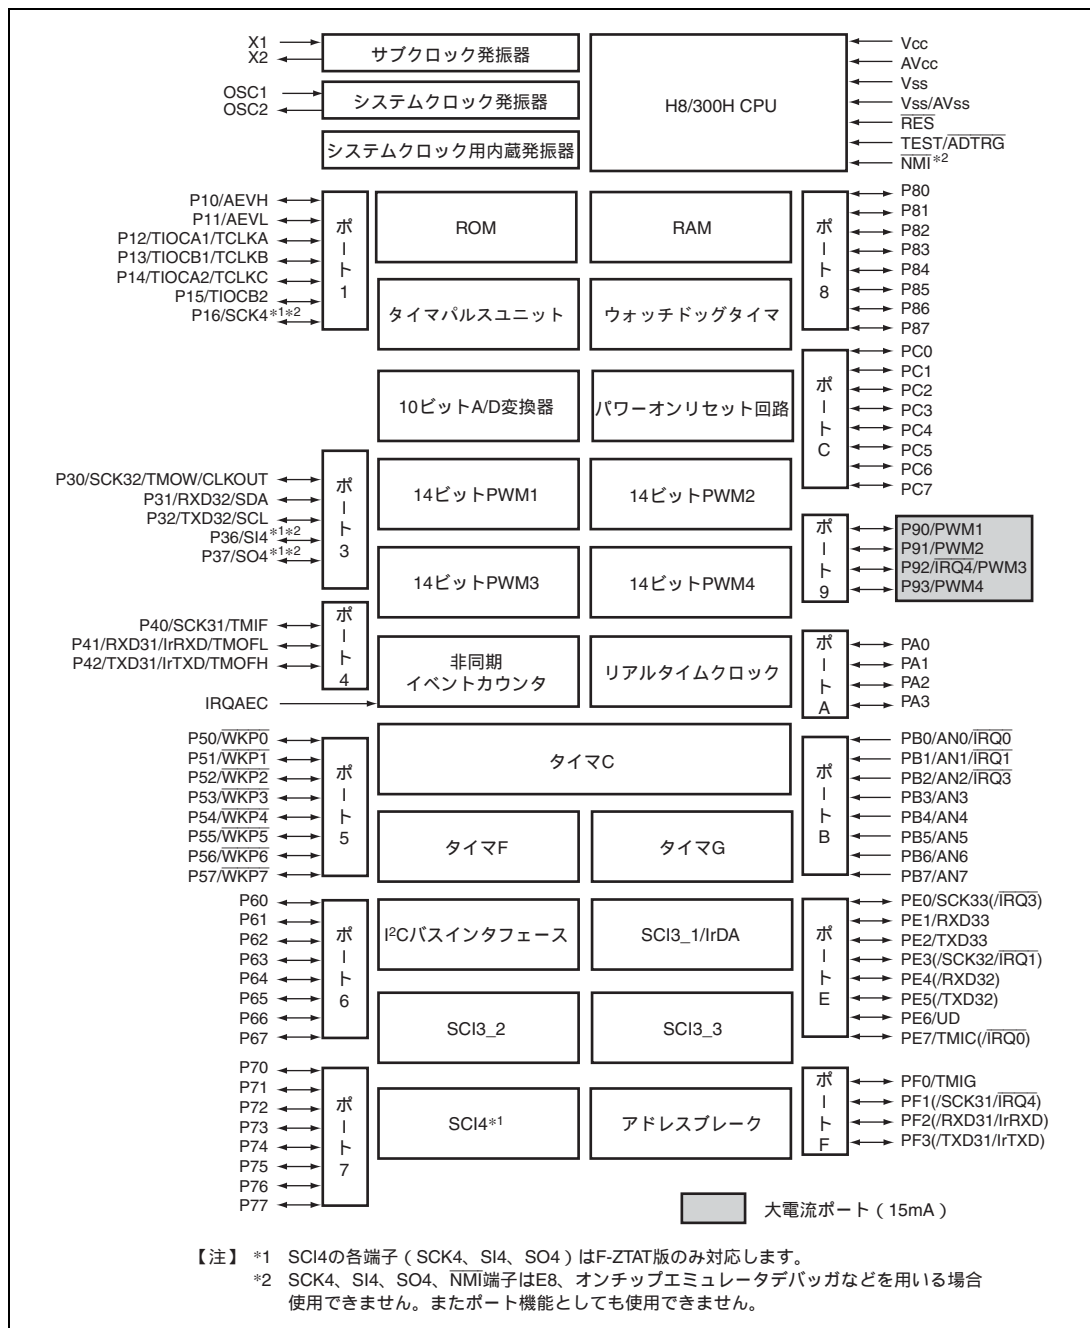 X1
X2
サブクロック発振器
OSC1
OSC2
システムクロック発振器
システムクロック用内蔵発振器
H8/300H CPU
Vcc
AVcc
Vss
Vss/AVss
RES
TEST/ADTRG
NMI*2
P10/AEVH
P11/AEVL
P12/TIOCA1/TCLKA
P13/TIOCB1/TCLKB
P14/TIOCA2/TCLKC
P15/TIOCB2
P16/SCK4*1*2
ポート1
ROM
RAM
ポート8
P80
P81
P82
P83
P84
P85
P86
P87
タイマパルスユニット
ウォッチドッグタイマ
10ビットA/D変換器
パワーオンリセット回路
ポートC
PC0
PC1
PC2
PC3
PC4
PC5
PC6
PC7
P30/SCK32/TMOW/CLKOUT
P31/RXD32/SDA
P32/TXD32/SCL
P36/SI4*1*2
P37/SO4*1*2
ポート3
14ビットPWM1
14ビットPWM2
14ビットPWM3
14ビットPWM4
ポート9
P90/PWM1
P91/PWM2
P92/IRQ4/PWM3
P93/PWM4
P40/SCK31/TMIF
P41/RXD31/IrRXD/TMOFL
P42/TXD31/IrTXD/TMOFH
ポート4
IRQAEC
非同期
イベントカウンタ
リアルタイムクロック
ポートA
PA0
PA1
PA2
PA3
P50/WKP0
P51/WKP1
P52/WKP2
P53/WKP3
P54/WKP4
P55/WKP5
P56/WKP6
P57/WKP7
ポート5
タイマC
タイマF
タイマG
ポートB
PB0/AN0/IRQ0
PB1/AN1/IRQ1
PB2/AN2/IRQ3
PB3/AN3
PB4/AN4
PB5/AN5
PB6/AN6
PB7/AN7
P60
P61
P62
P63
P64
P65
P66
P67
ポート6
I²Cバスインタフェース
SCI3_1/IrDA
SCI3_2
SCI3_3
ポートE
PE0/SCK33(/IRQ3)
PE1/RXD33
PE2/TXD33
PE3(/SCK32/IRQ1)
PE4(/RXD32)
PE5(/TXD32)
PE6/UD
PE7/TMIC(/IRQ0)
P70
P71
P72
P73
P74
P75
P76
P77
ポート7
SCI4*1
アドレスブレーク
ポートF
PF0/TMIG
PF1(/SCK31/IRQ4)
PF2(/RXD31/IrRXD)
PF3(/TXD31/IrTXD)
大電流ポート（15mA）
【注】 *1 SCI4の各端子（SCK4、SI4、SO4）はF-ZTAT版のみ対応します。
*2 SCK4、SI4、SO4、NMI端子はE8、オンチップエミュレータデバッガなどを用いる場合
使用できません。またポート機能としても使用できません。